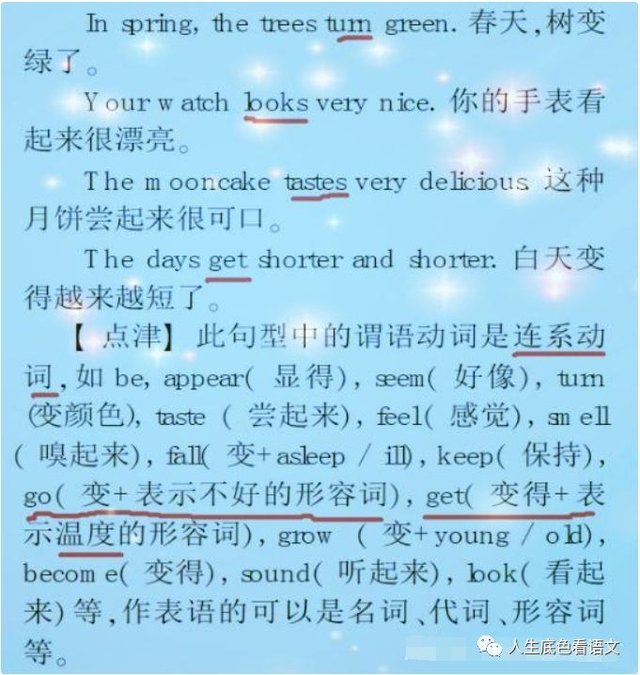 In spring, the trees turn green. 春天,树变
绿了。
Your watch looks very nice. 你的手表看
起来很漂亮。
The mooncake tastes very delicious. 这种
月饼尝起来很可口。
The days get shorter and shorter. 白天变
得越来越短了。
【点津】此句型中的谓语动词是连系动
词,如 be, appear( 显得), seem( 好像), turn
(变颜色), taste ( 尝起来), feel( 感觉), smell
( 嗅起来), fall( 变+asleep / ill), keep( 保持),
go( 变+表示不好的形容词), get( 变得+表
示温度的形容词), grow ( 变+young / old),
become( 变得), sound( 听起来), look( 看起
来) 等,作表语的可以是名词、代词、形容词
等。
人生底色看语文